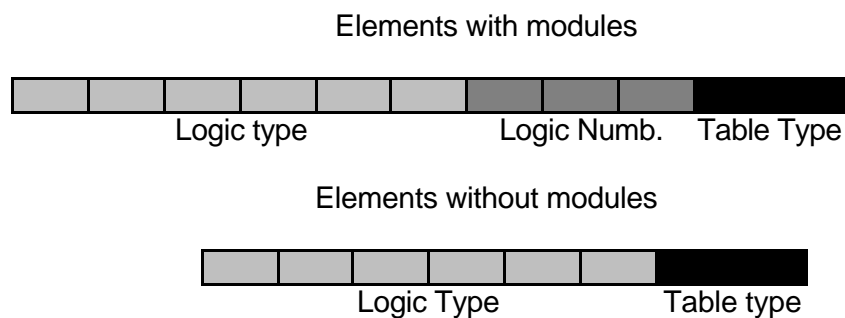 Elements with modules
Logic type Logic Numb. Table Type
Elements without modules
Logic Type Table type